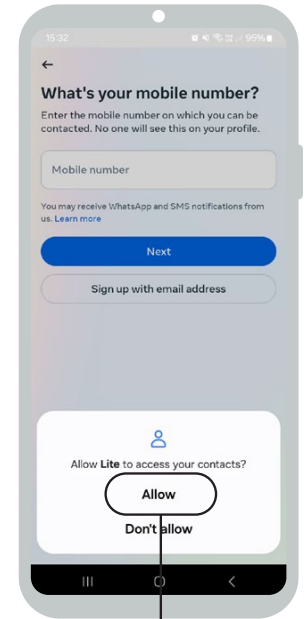 15:32
95%
What's your mobile number?
Enter the mobile number on which you can be
contacted. No one will see this on your profile.
Mobile number
You may receive WhatsApp and SMS notifications from
us. Learn more
Next
Sign up with email address
Allow Lite to access your contacts?
Allow
Don't allow